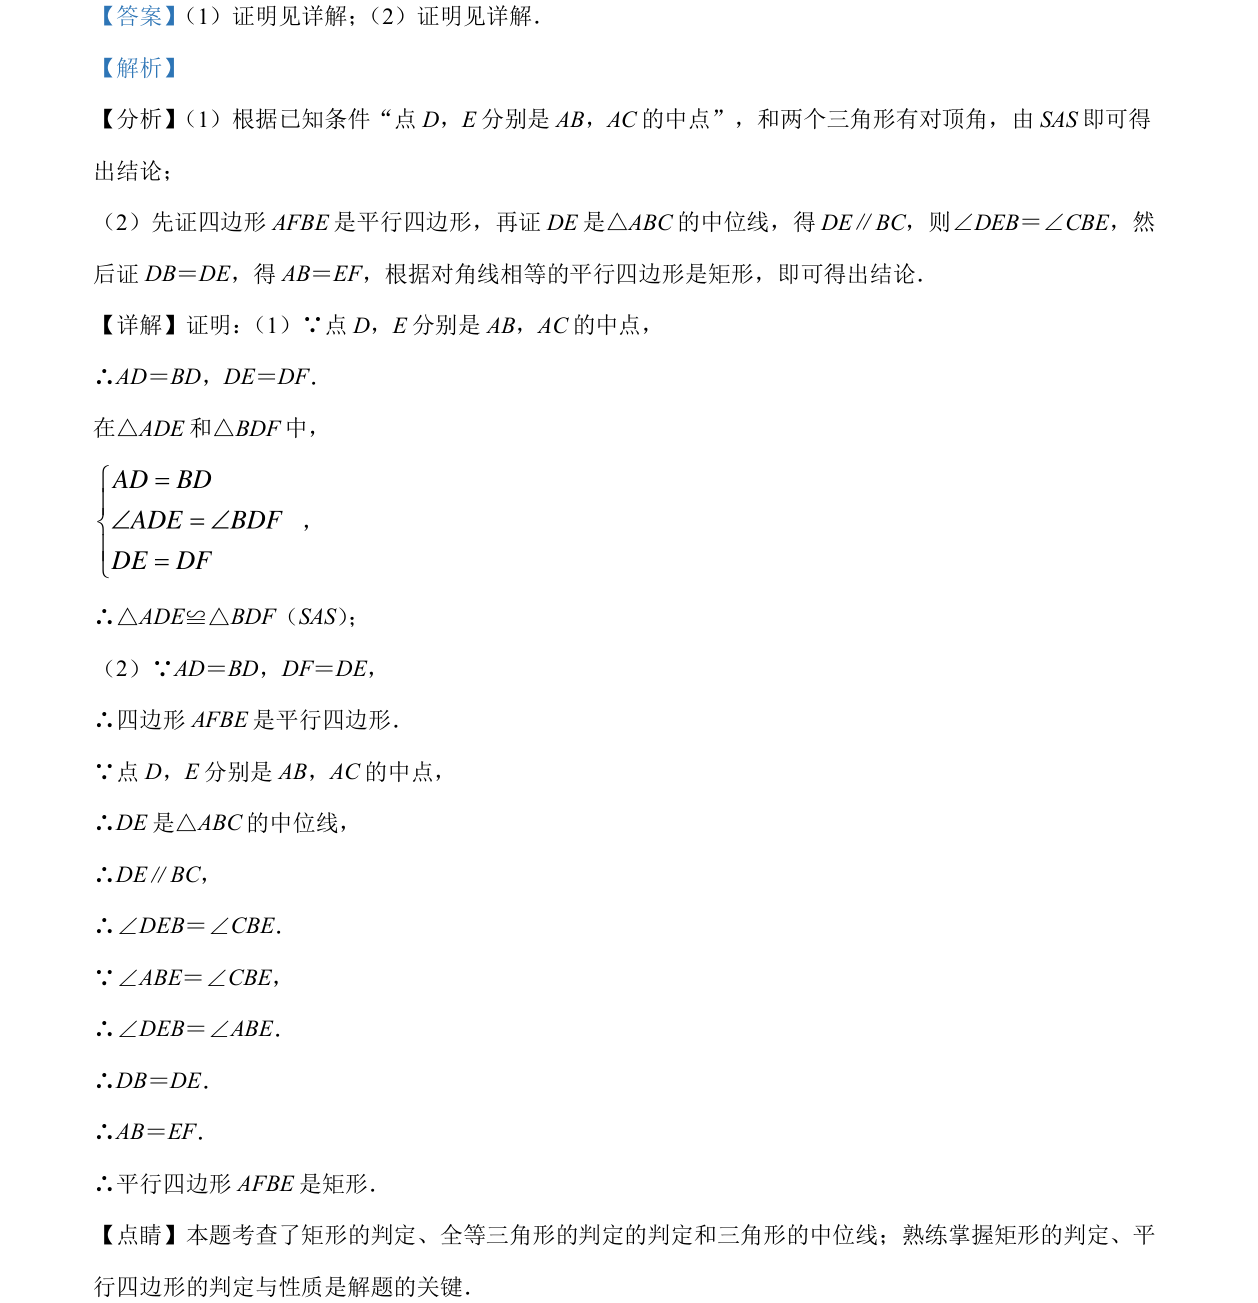 【答案】（1）证明见详解；（2）证明见详解．
【解析】
【分析】（1）根据已知条件“点 D，E 分别是 AB，AC 的中点”，和两个三角形有对顶角，由 SAS 即可得
出结论；
（2）先证四边形 AFBE 是平行四边形，再证 DE 是△ABC 的中位线，得 DE∥BC，则∠DEB＝∠CBE，然
后证 DB＝DE，得 AB＝EF，根据对角线相等的平行四边形是矩形，即可得出结论．
【详解】证明：（1）∵点 D，E 分别是 AB，AC 的中点，
∴AD＝BD，DE＝DF．
在△ADE 和△BDF 中，
AD = BD
∠ADE = ∠BDF ，
DE = DF
∴△ADE≌△BDF（SAS）；
（2）∵AD＝BD，DF＝DE，
∴四边形 AFBE 是平行四边形．
∵点 D，E 分别是 AB，AC 的中点，
∴DE 是△ABC 的中位线，
∴DE∥BC，
∴∠DEB＝∠CBE．
∵∠ABE＝∠CBE，
∴∠DEB＝∠ABE．
∴DB＝DE．
∴AB＝EF．
∴平行四边形 AFBE 是矩形．
【点睛】本题考查了矩形的判定、全等三角形的判定的判定和三角形的中位线；熟练掌握矩形的判定、平
行四边形的判定与性质是解题的关键．